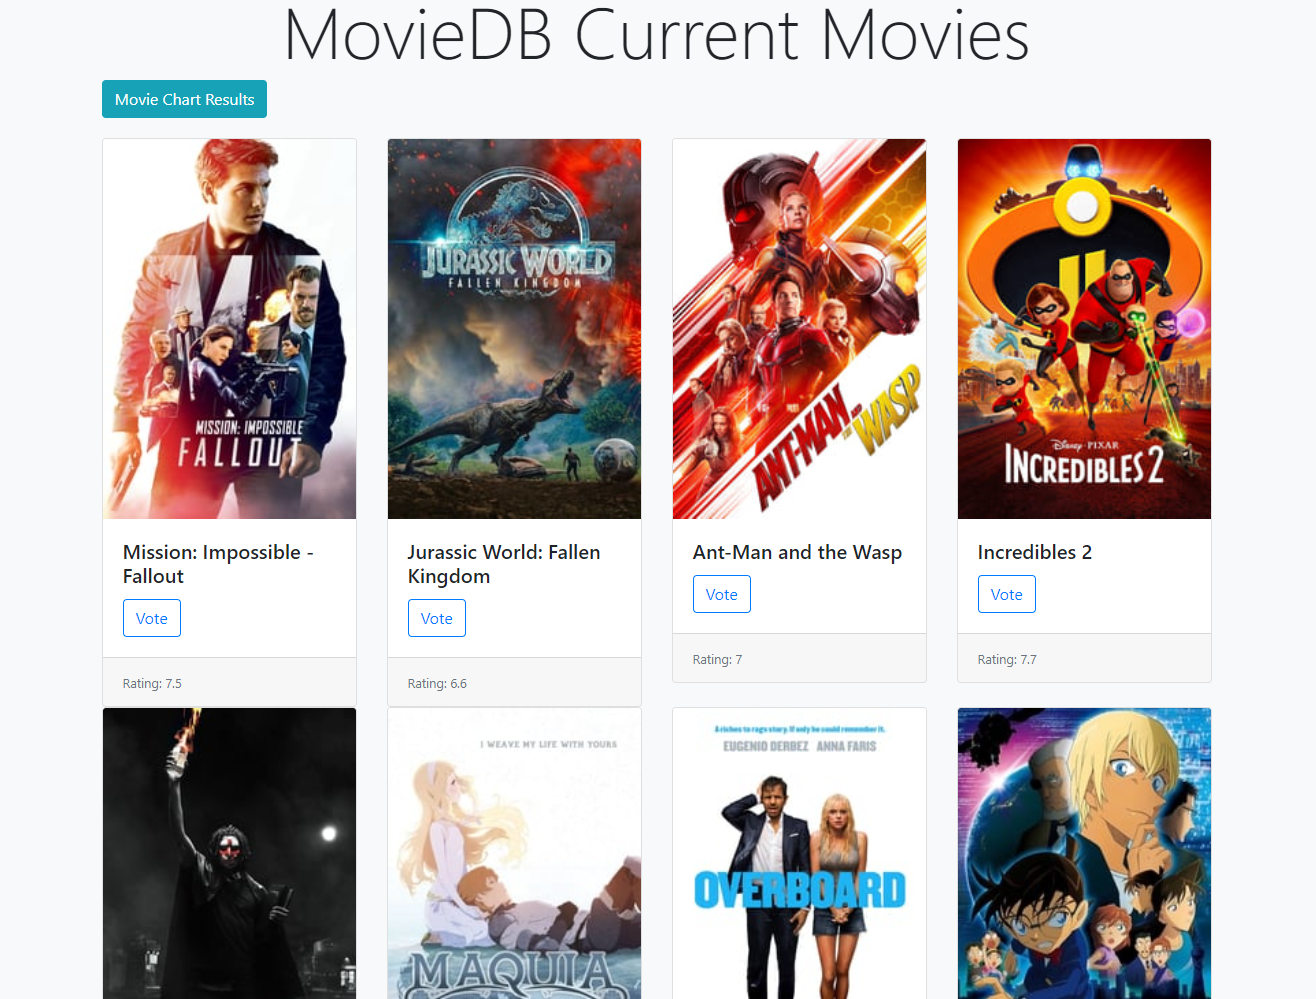 MovieDB Current Movies
Movie Chart Results
MISSION: IMPOSSIBLE
FALLOUT
JURASSIC WORLD
FALLEN KINGDOM
ANT-MAN
AND THE
WASP
Disney · PIXAR
INCREDIBLES 2
Mission: Impossible -
Fallout
Vote
Rating: 7.5
Jurassic World: Fallen
Kingdom
Vote
Rating: 6.6
Ant-Man and the Wasp
Vote
Rating: 7
Incredibles 2
Vote
Rating: 7.7
I WEAVE MY LIFE WITH YOURS
MAQUIA
A riches to rags story. If only he could remember it.
EUGENIO DERBEZ ANNA FARIS
OVERBOARD